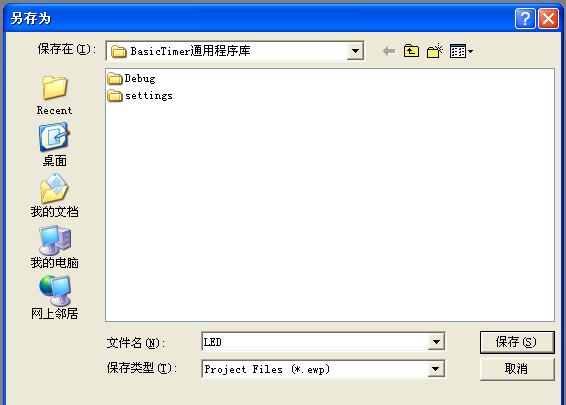 另存为
保存在(I):
BasicTimer通用程序库
Debug
settings
Recent
桌面
我的文档
我的电脑
网上邻居
文件名(N):
LED
保存(S)
保存类型(T):
Project Files (*.ewp)
取消